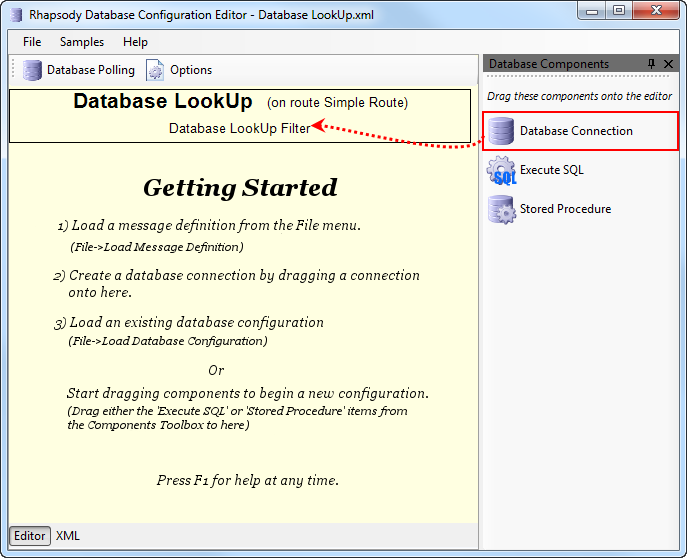 Rhapsody Database Configuration Editor - Database LookUp.xml
File Samples Help
Database Polling Options
Database LookUp (on route Simple Route)
Database LookUp Filter
Getting Started
1) Load a message definition from the File menu.
(File->Load Message Definition)
2) Create a database connection by dragging a connection
onto here.
3) Load an existing database configuration
(File->Load Database Configuration)
Or
Start dragging components to begin a new configuration.
(Drag either the 'Execute SQL' or 'Stored Procedure' items from
the Components Toolbox to here)
Press F1 for help at any time.
Editor XML
Database Components
Drag these components onto the editor
Database Connection
SQL Execute SQL
Stored Procedure